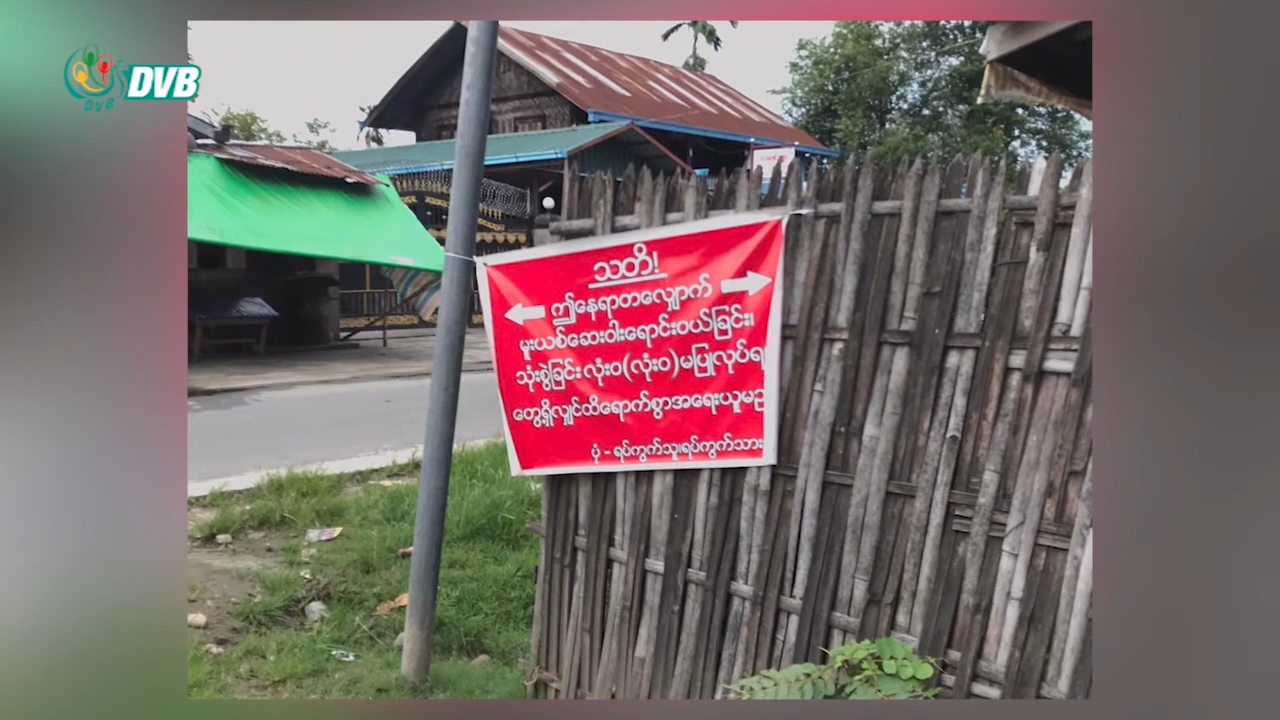 DVB
DVB
သတိ!
ဤနေရာတလျှောက်
မူးယစ်ဆေးဝါးရောင်းဝယ်ခြင်း၊
သုံးစွဲခြင်း လုံးဝ(လုံးဝ)မပြုလုပ်ရ
တွေ့ရှိလျှင်ထိရောက်စွာအရေးယူမည
ပုံ - ရပ်ကွက်သူ၊ရပ်ကွက်သား